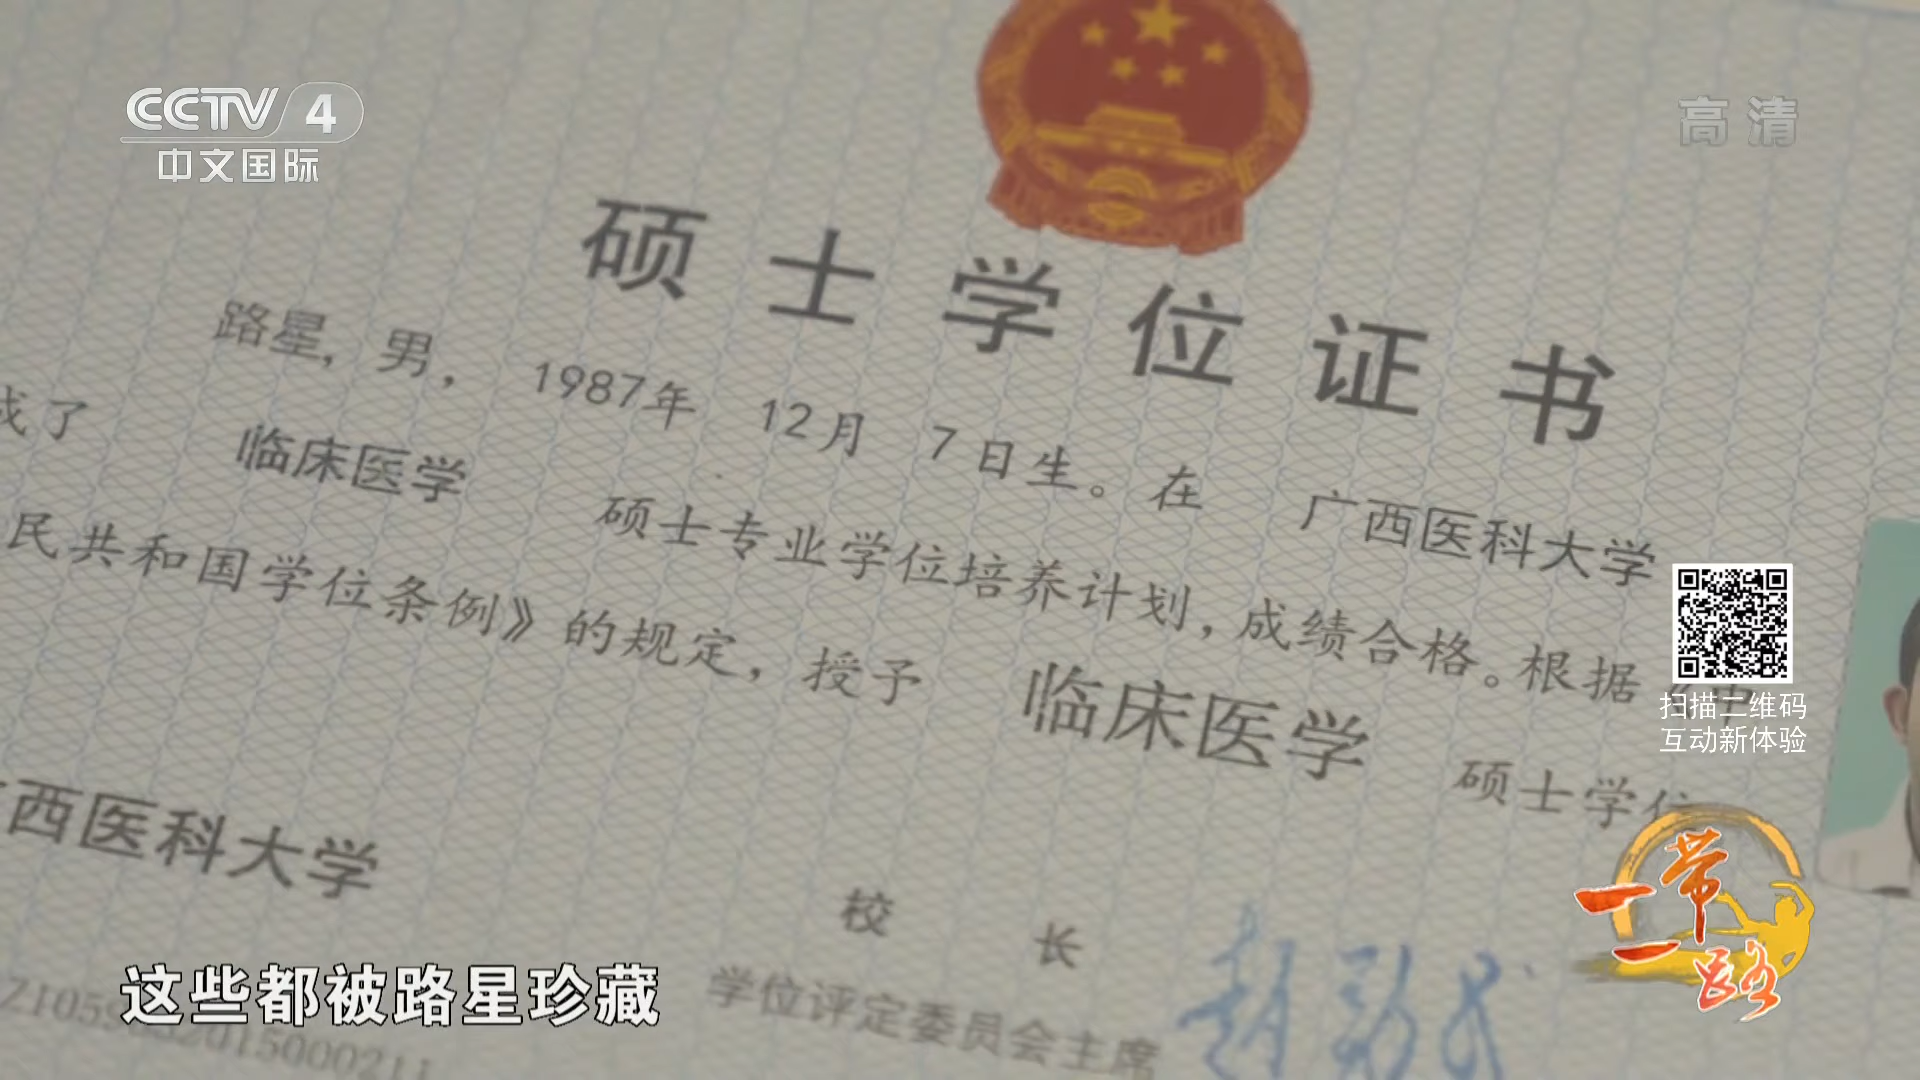 CCTV 4
中文国际
高清
硕士学位证书
路星，男， 1987年 12月 7日生。在 广西医科大学
成了 临床医学 硕士专业学位培养计划，成绩合格。根据《中
民共和国学位条例》的规定，授予 临床医学 硕士学位
西医科大学
校 长
学位评定委员会主席
扫描二维码
互动新体验
一带一路
这些都被路星珍藏